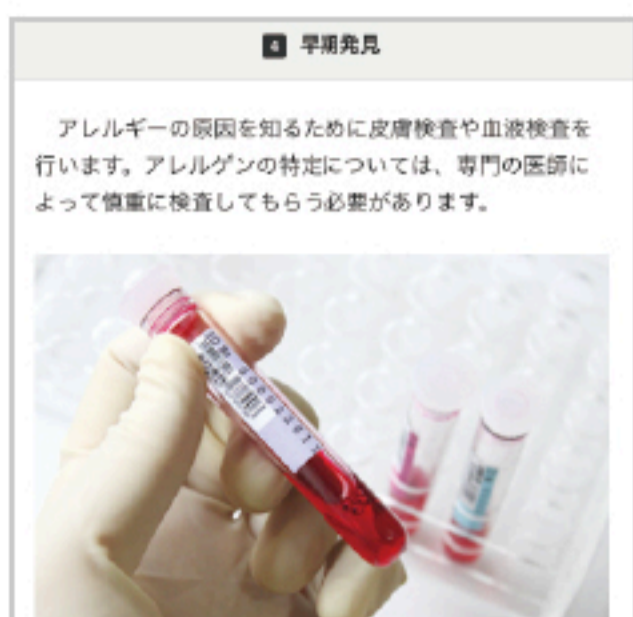 4 早期発見
アレルギーの原因を知るために皮膚検査や血液検査を
行います。アレルゲンの特定については、専門の医師に
よって慎重に検査してもらう必要があります。